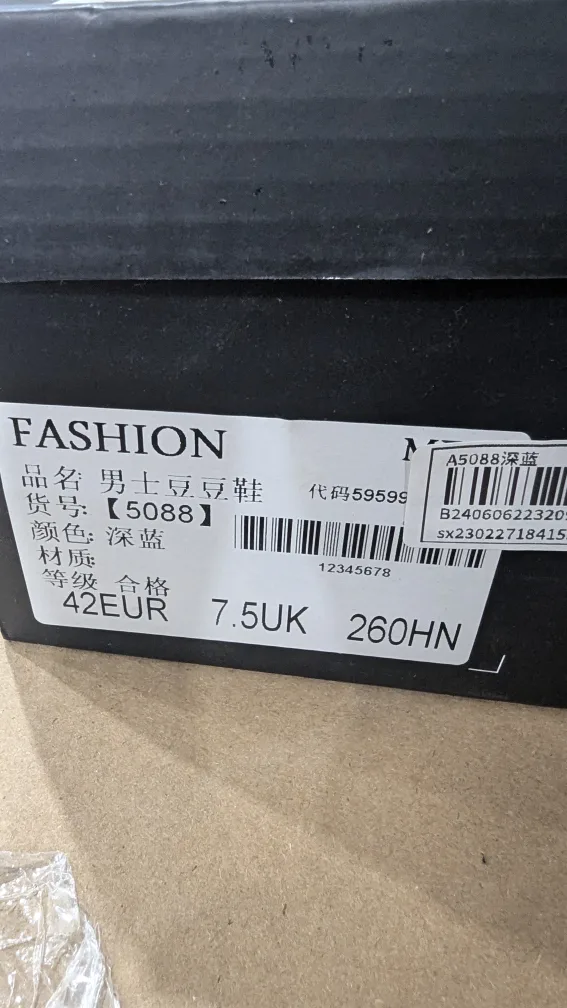 FASHION
品名: 男士豆豆鞋
代码59599
货号:【5088】
颜色: 深蓝
材质:
等级 合格
12345678
42EUR 7.5UK 260HN
A5088深蓝